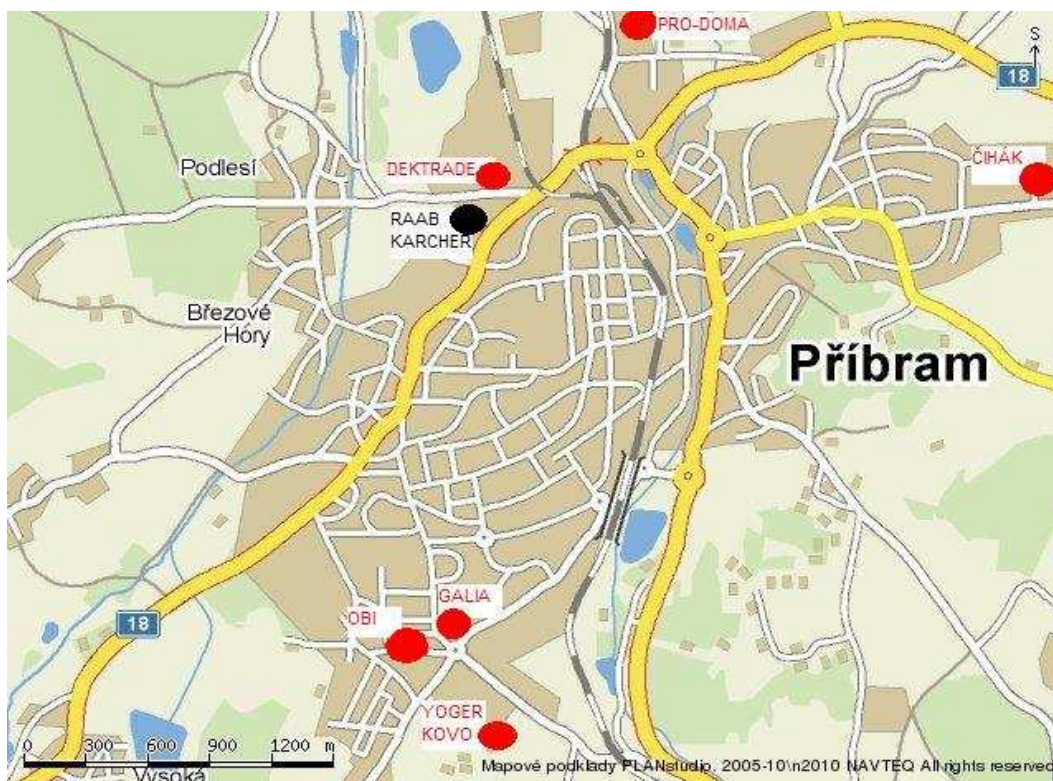 PRO-DOMA
S
18
Podlesí
DEKTRADE
ČIHÁK
RAAB
KARCHER
Březové
Hóry
Příbram
GALIA
OBI
18
YOGER
KOVO
0 300 600 900 1200 m
Vysoká
Mapové podklady PLANstudio, 2005-10\n2010 NAVTEQ All rights reserved